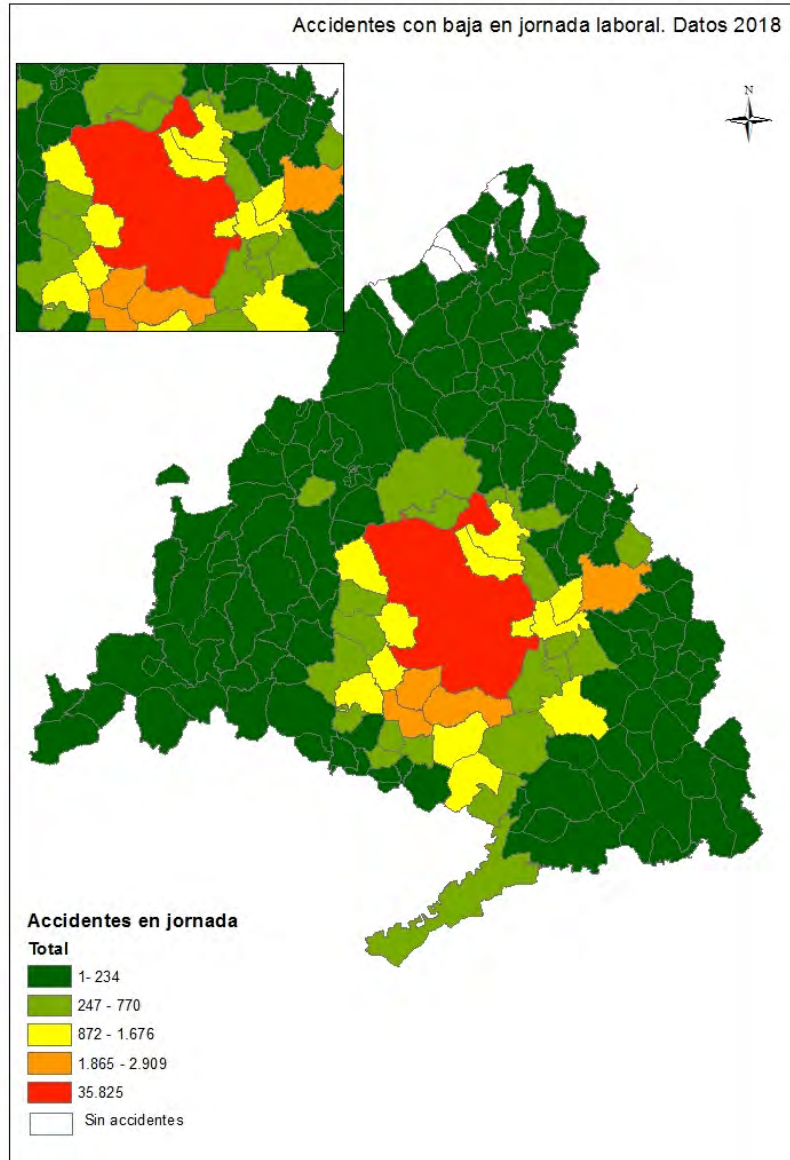 Accidentes con baja en jornada laboral. Datos 2018
N
Accidentes en jornada
Total
1- 234
247 - 770
872 - 1.676
1.865 - 2.909
35.825
Sin accidentes